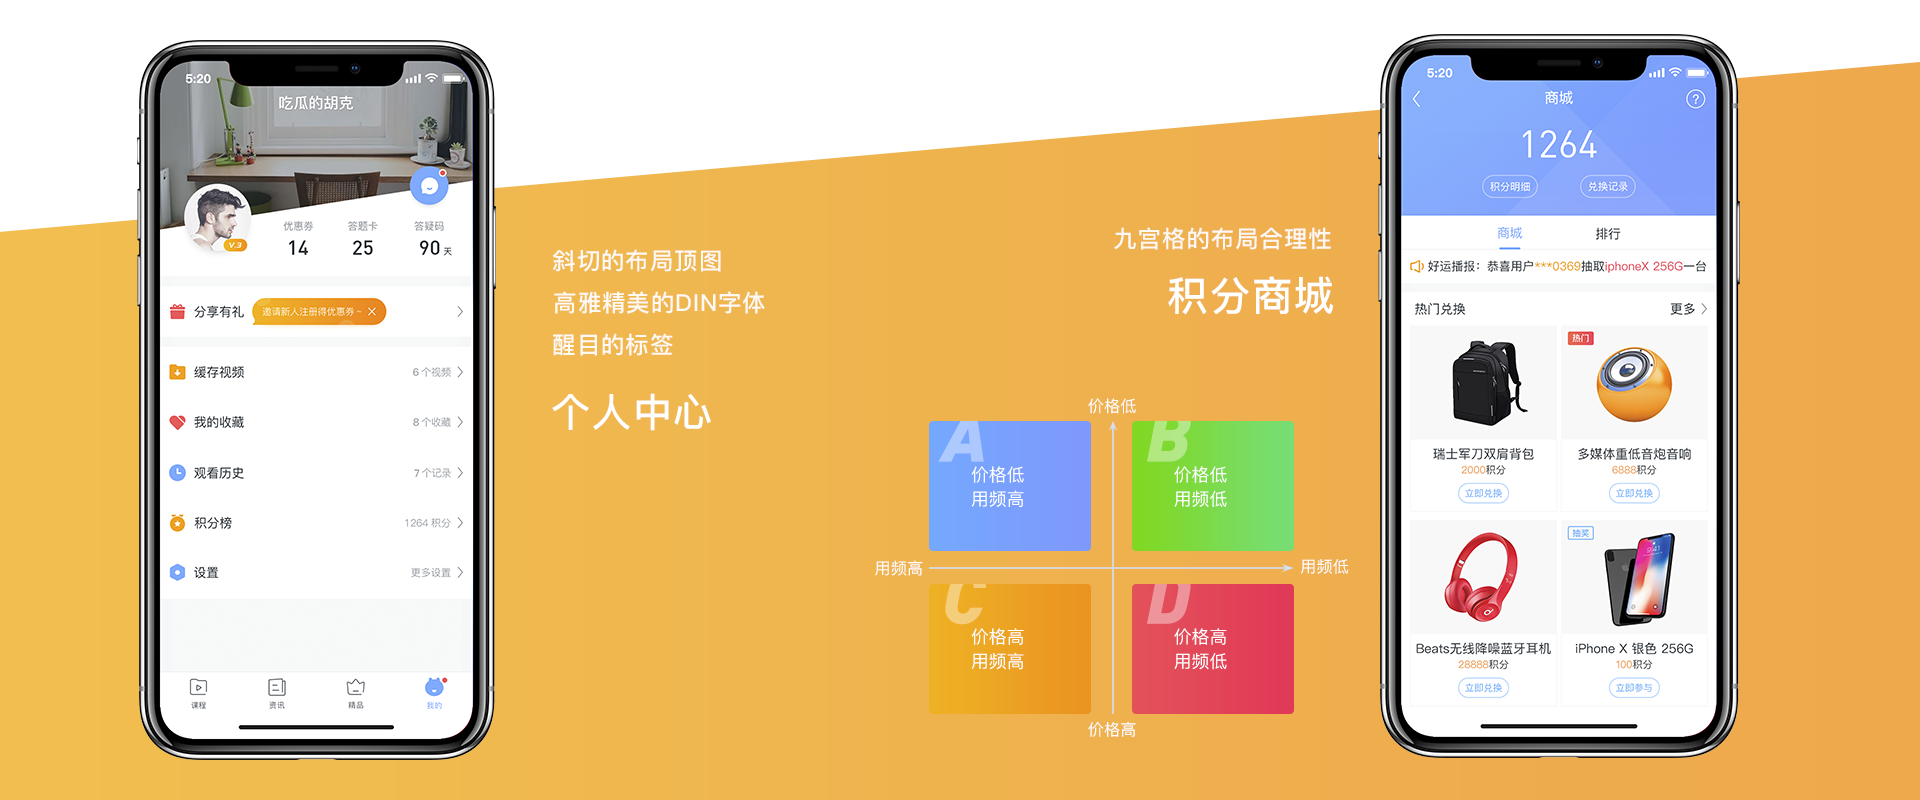 5:20
吃瓜的胡克
V.3
优惠券
答题卡
答疑码
14
25
90 天
分享有礼
邀请新人注册得优惠券~
缓存视频
6 个视频
我的收藏
8 个收藏
观看历史
7 个记录
积分榜
1264 积分
设置
更多设置
课程
资讯
精品
我的
斜切的布局顶图
高雅精美的DIN字体
醒目的标签
个人中心
九宫格的布局合理性
积分商城
价格低
A
价格低
用频高
B
价格低
用频低
用频高
用频低
C
价格高
用频高
D
价格高
用频低
价格高
5:20
商城
?
1264
积分明细
兑换记录
商城
排行
好运播报：恭喜用户***0369抽取iphoneX 256G一台
热门兑换
更多
热门
瑞士军刀双肩背包
2000积分
立即兑换
多媒体重低音炮音响
6888积分
立即兑换
抽奖
9:41
Beats无线降噪蓝牙耳机
28888积分
立即兑换
iPhone X 银色 256G
100积分
立即参与